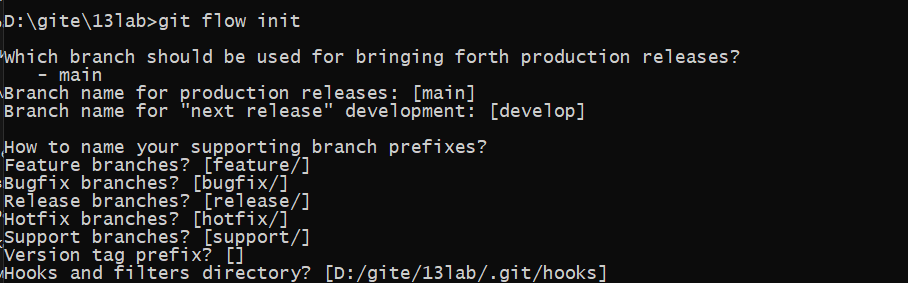 D:\gite\13lab>git flow init
Which branch should be used for bringing forth production releases?
- main
Branch name for production releases: [main]
Branch name for "next release" development: [develop]
How to name your supporting branch prefixes?
Feature branches? [feature/]
Bugfix branches? [bugfix/]
Release branches? [release/]
Hotfix branches? [hotfix/]
Support branches? [support/]
Version tag prefix? []
Hooks and filters directory? [D:/gite/13lab/.git/hooks]